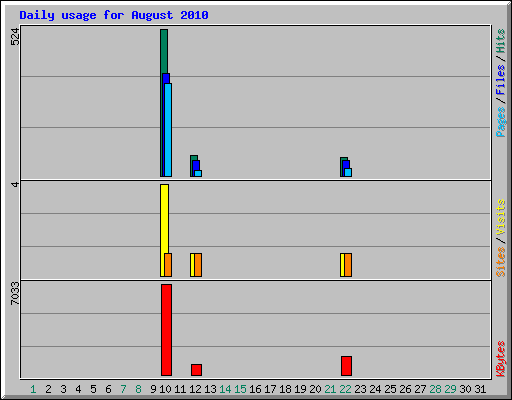 Daily usage for August 2010
524
Pages / Files / Hits
4
Sites / Visits
7033
KBytes
1 2 3 4 5 6 7 8 9 10 11 12 13 14 15 16 17 18 19 20 21 22 23 24 25 26 27 28 29 30 31